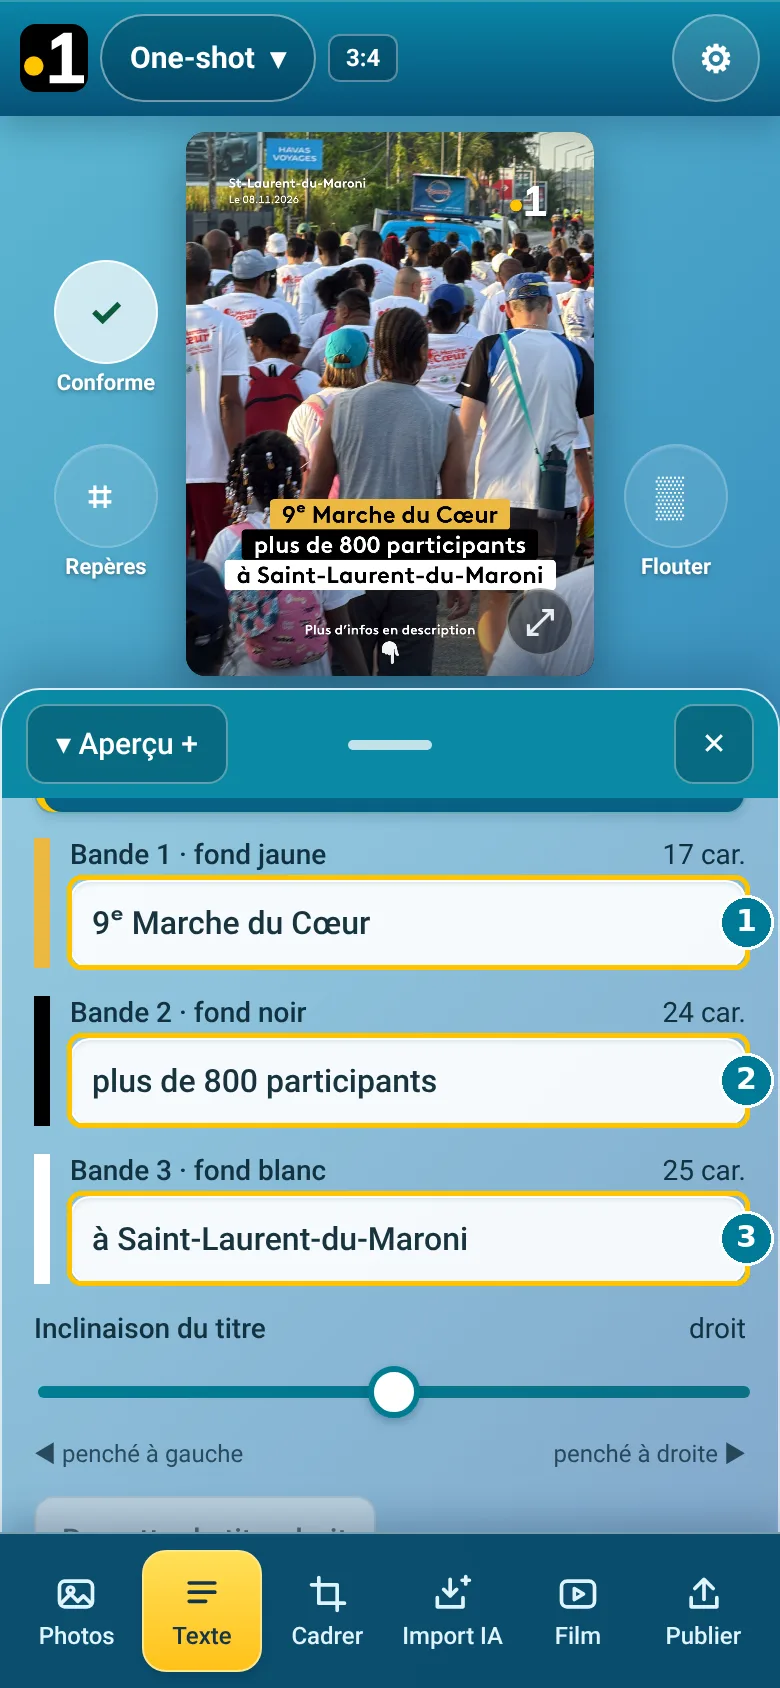 1
One-shot ▼
3:4
HAVAS
VOYAGES
St-Laurent-du-Maroni
Le 08.11.2026
1
Conforme
Repères
Flouter
9ᵉ Marche du Cœur
plus de 800 participants
à Saint-Laurent-du-Maroni
Plus d’infos en description
▾ Aperçu +
×
Bande 1 · fond jaune
17 car.
9ᵉ Marche du Cœur
1
Bande 2 · fond noir
24 car.
plus de 800 participants
2
Bande 3 · fond blanc
25 car.
à Saint-Laurent-du-Maroni
3
Inclinaison du titre
droit
◀ penché à gauche
penché à droite ▶
Photos
Texte
Cadrer
Import IA
Film
Publier